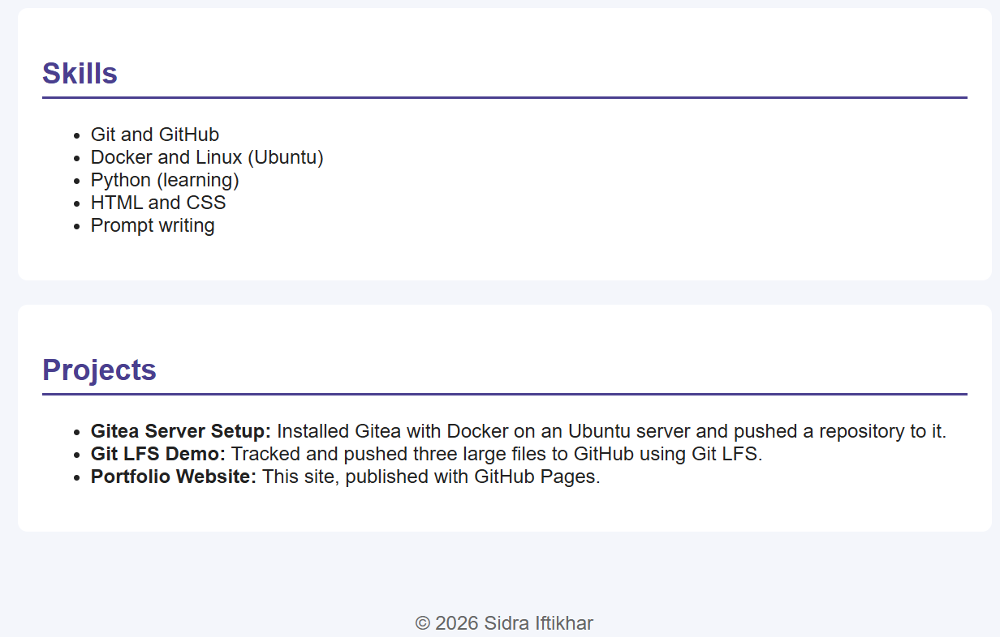 Skills
Git and GitHub
Docker and Linux (Ubuntu)
Python (learning)
HTML and CSS
Prompt writing
Projects
Gitea Server Setup: Installed Gitea with Docker on an Ubuntu server and pushed a repository to it.
Git LFS Demo: Tracked and pushed three large files to GitHub using Git LFS.
Portfolio Website: This site, published with GitHub Pages.
© 2026 Sidra Iftikhar